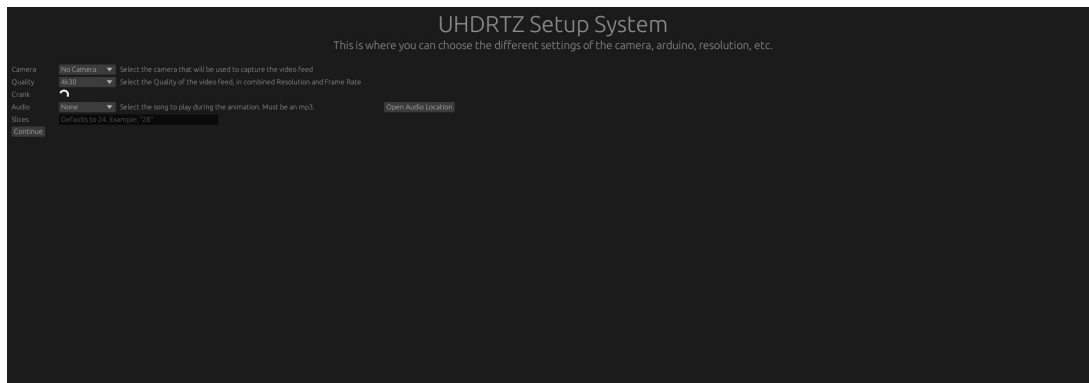 UHDRTZ Setup System
This is where you can choose the different settings of the camera, arduino, resolution, etc.
Camera No Camera Select the camera that will be used to capture the video feed
Quality 4k30 Select the Quality of the video feed, in combined Resolution and Frame Rate
Crank
Audio None Select the song to play during the animation. Must be an mp3. Open Audio Location
Slices Defaults to 24, Example: "28"
Continue